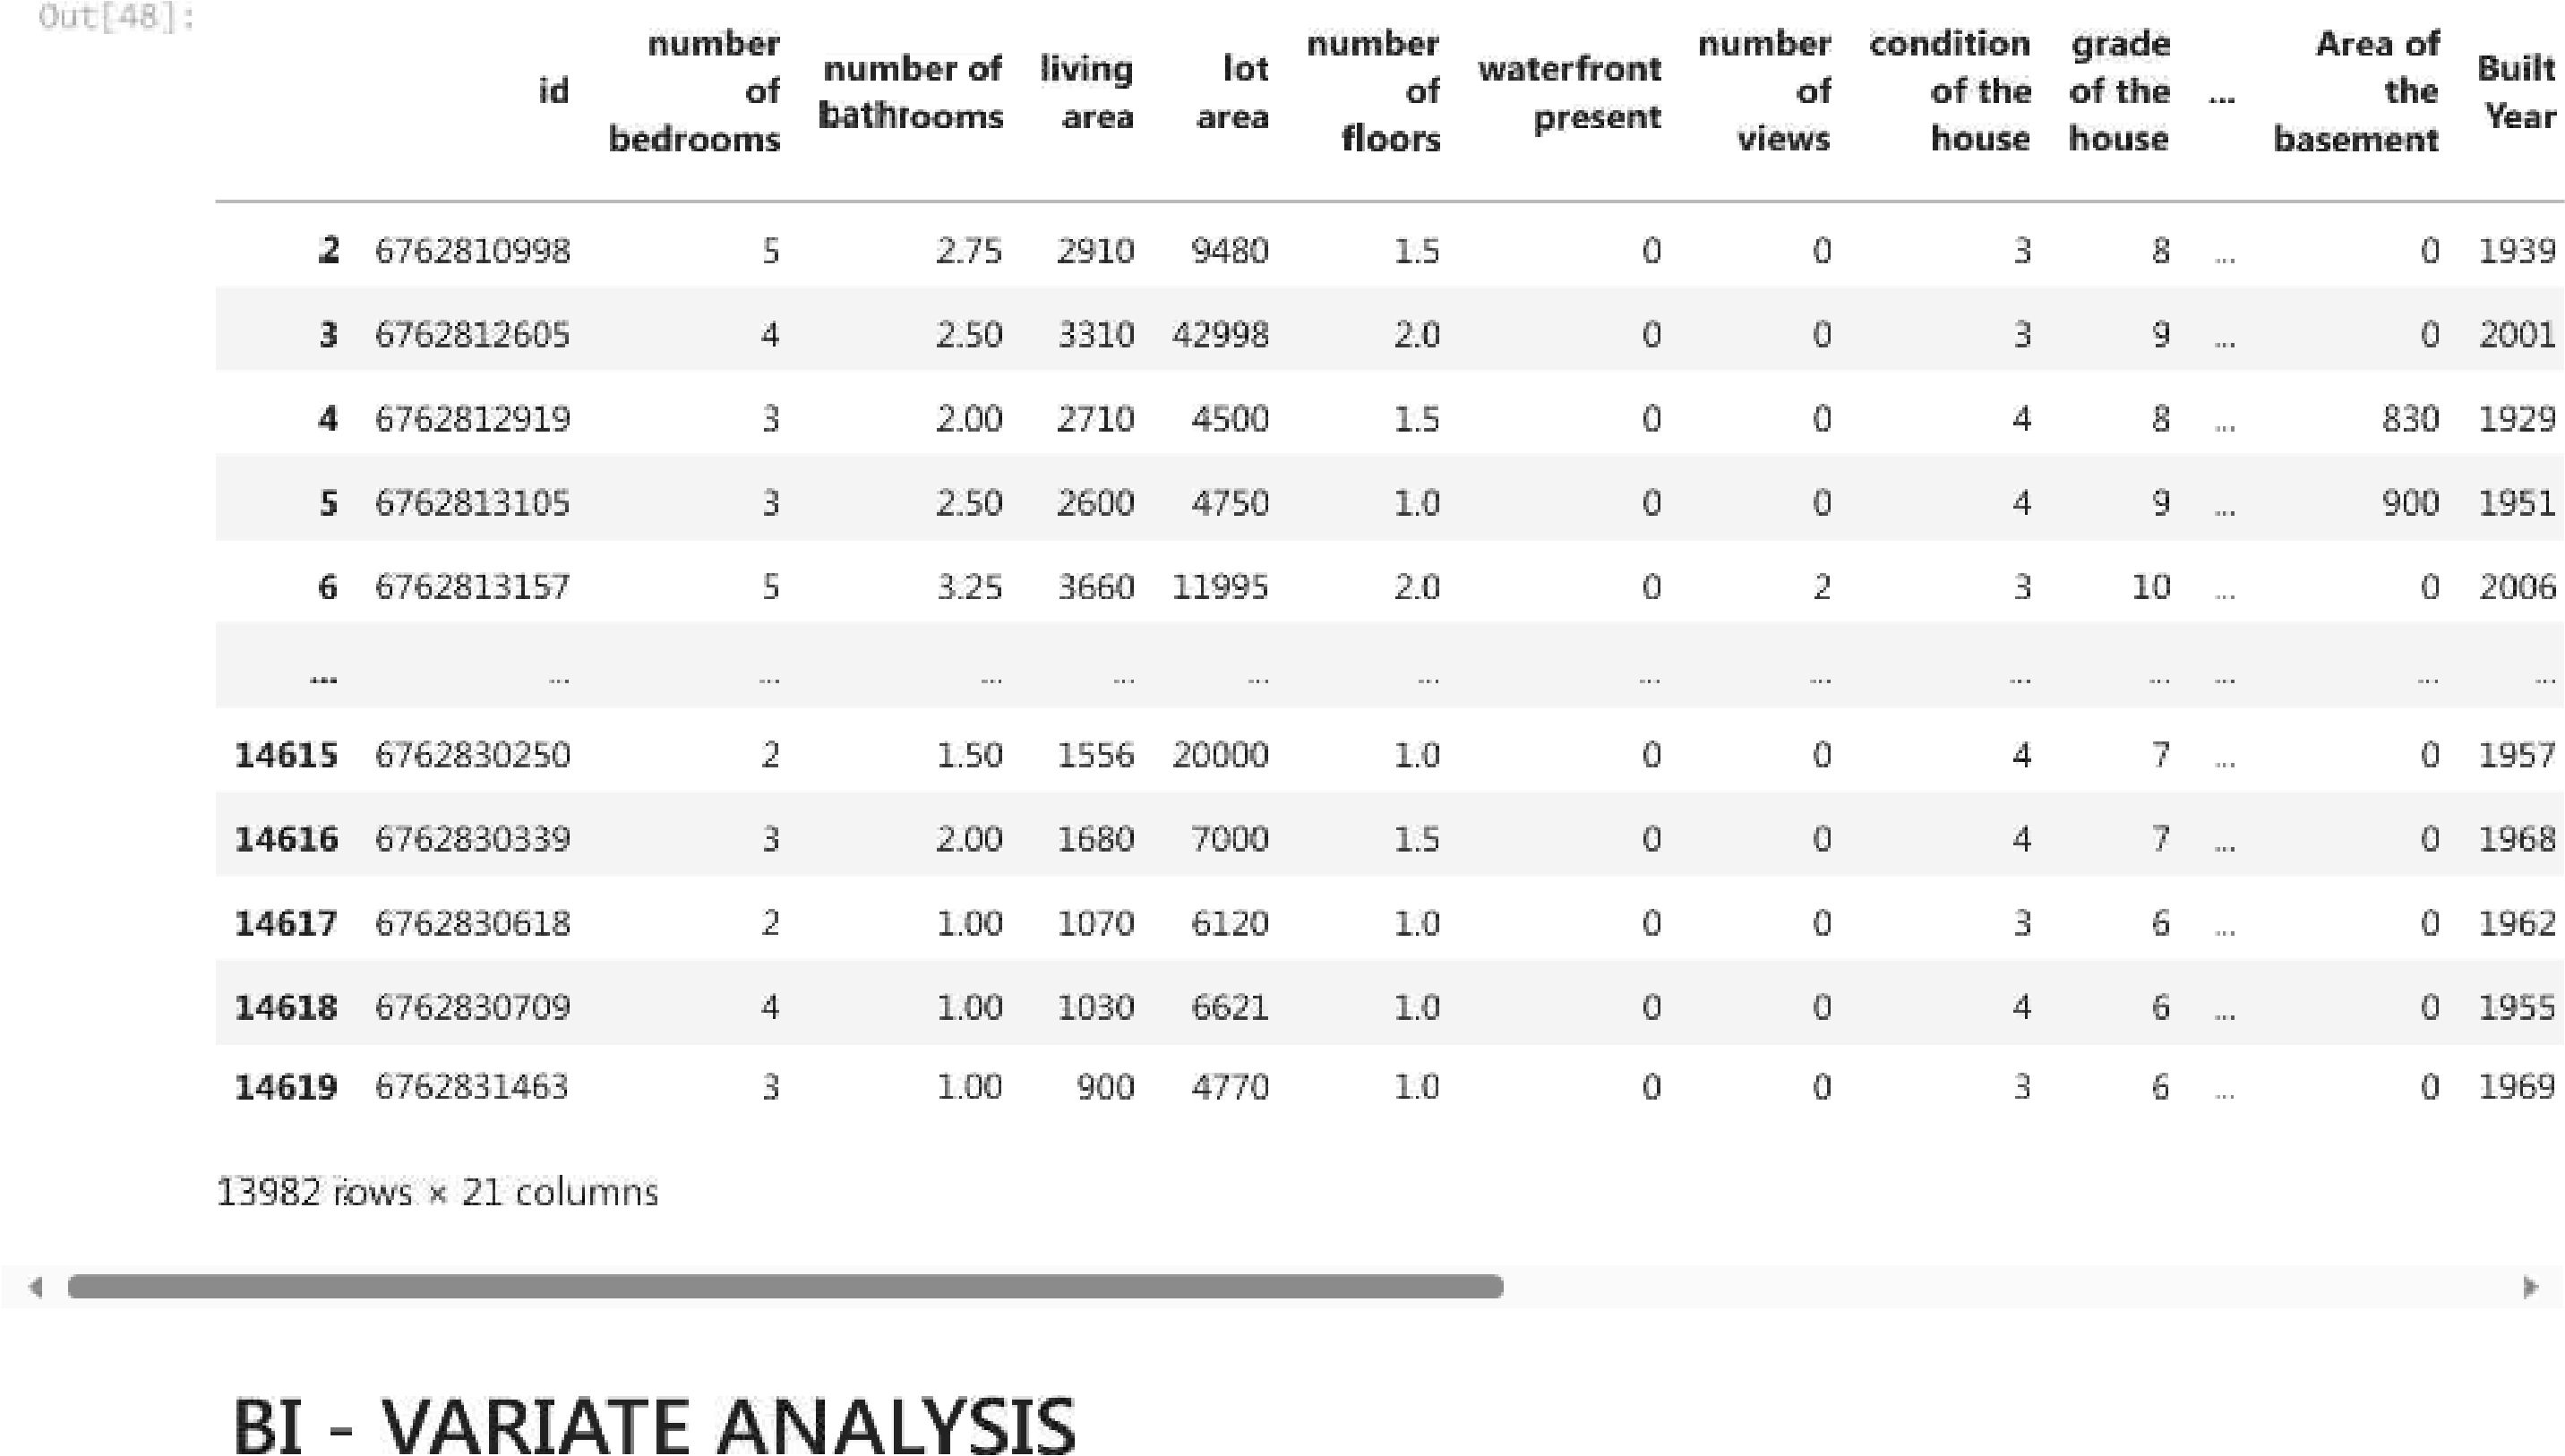 Out[48]:
id number of bedrooms number of bathrooms living area lot area number of floors waterfront present number of views condition of the house grade of the house ... Area of the basement Built Year
2 6762810998 5 2.75 2910 9480 1.5 0 0 3 8 ... 0 1939
3 6762812605 4 2.50 3310 42998 2.0 0 0 3 9 ... 0 2001
4 6762812919 3 2.00 2710 4500 1.5 0 0 4 8 ... 830 1929
5 6762813105 3 2.50 2600 4750 1.0 0 0 4 9 ... 900 1951
6 6762813157 5 3.25 3660 11995 2.0 0 2 3 10 ... 0 2006
... ... ... ... ... ... ... ... ... ... ... ... ... ...
14615 6762830250 2 1.50 1556 20000 1.0 0 0 4 7 ... 0 1957
14616 6762830339 3 2.00 1680 7000 1.5 0 0 4 7 ... 0 1968
14617 6762830618 2 1.00 1070 6120 1.0 0 0 3 6 ... 0 1962
14618 6762830709 4 1.00 1030 6621 1.0 0 0 4 6 ... 0 1955
14619 6762831463 3 1.00 900 4770 1.0 0 0 3 6 ... 0 1969
13982 rows × 21 columns
BI - VARIATE ANALYSIS